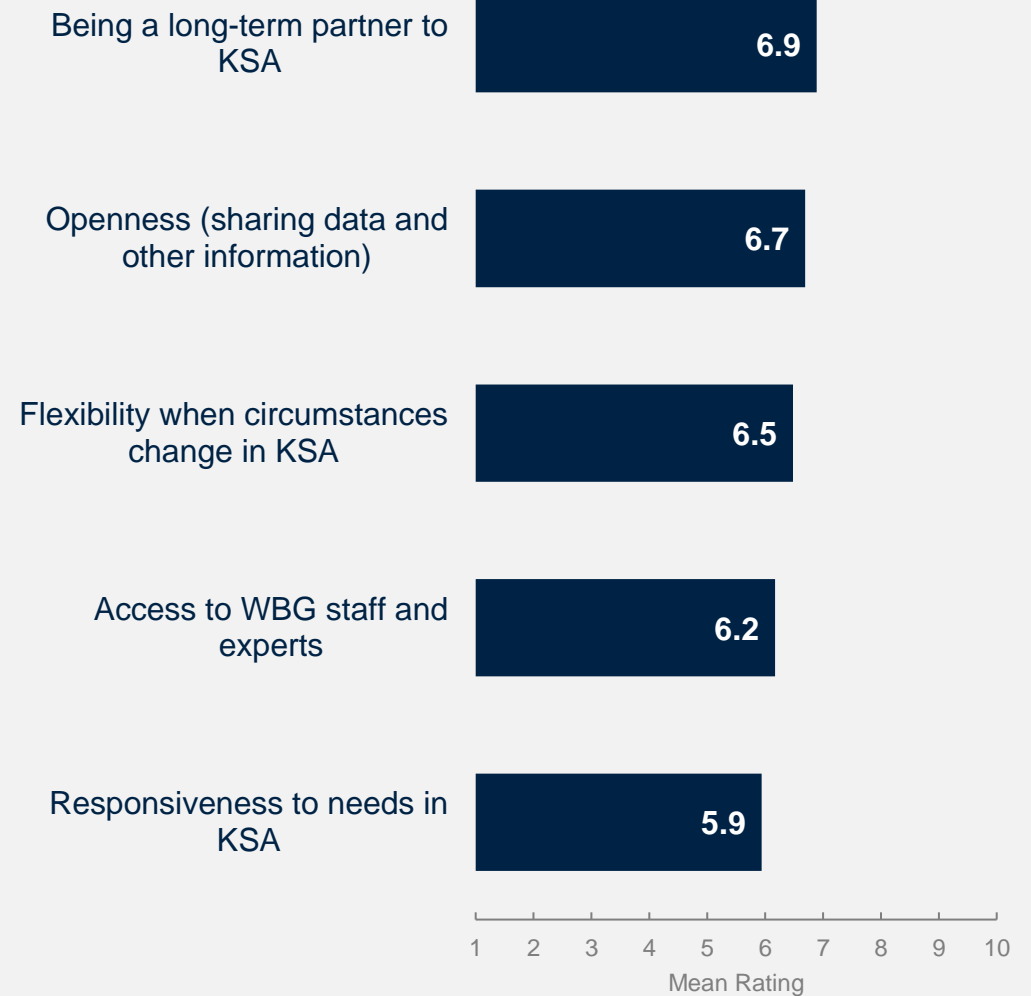 Being a long-term partner to
KSA
6.9
Openness (sharing data and
other information)
6.7
Flexibility when circumstances
change in KSA
6.5
Access to WBG staff and
experts
6.2
Responsiveness to needs in
KSA
5.9
1 2 3 4 5 6 7 8 9 10
Mean Rating